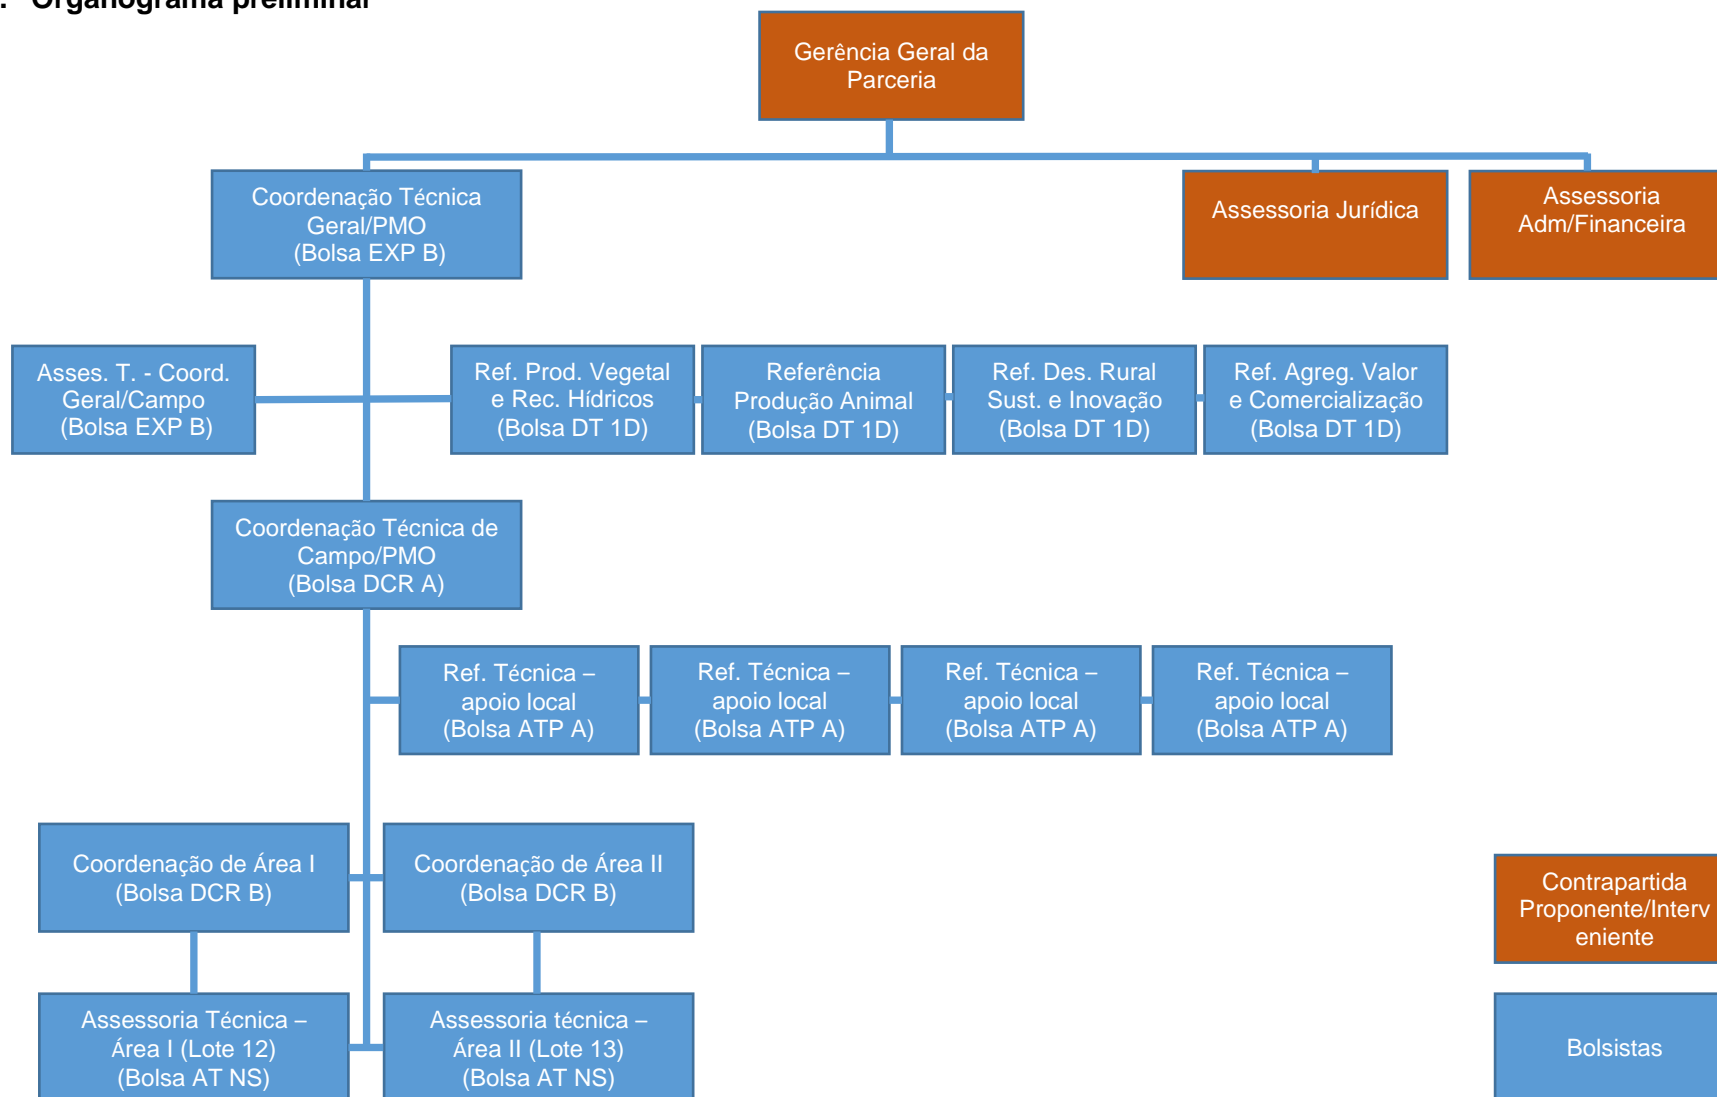 . Organograma preliminar
Gerência Geral da
Parceria
Coordenação Técnica
Geral/PMO
(Bolsa EXP B)
Assessoria Jurídica
Assessoria
Adm/Financeira
Asses. T. - Coord.
Geral/Campo
(Bolsa EXP B)
Ref. Prod. Vegetal
e Rec. Hídricos
(Bolsa DT 1D)
Referência
Produção Animal
(Bolsa DT 1D)
Ref. Des. Rural
Sust. e Inovação
(Bolsa DT 1D)
Ref. Agreg. Valor
e Comercialização
(Bolsa DT 1D)
Coordenação Técnica de
Campo/PMO
(Bolsa DCR A)
Ref. Técnica –
apoio local
(Bolsa ATP A)
Ref. Técnica –
apoio local
(Bolsa ATP A)
Ref. Técnica –
apoio local
(Bolsa ATP A)
Ref. Técnica –
apoio local
(Bolsa ATP A)
Coordenação de Área I
(Bolsa DCR B)
Coordenação de Área II
(Bolsa DCR B)
Contrapartida
Proponente/Interv
eniente
Assessoria Técnica –
Área I (Lote 12)
(Bolsa AT NS)
Assessoria técnica –
Área II (Lote 13)
(Bolsa AT NS)
Bolsistas